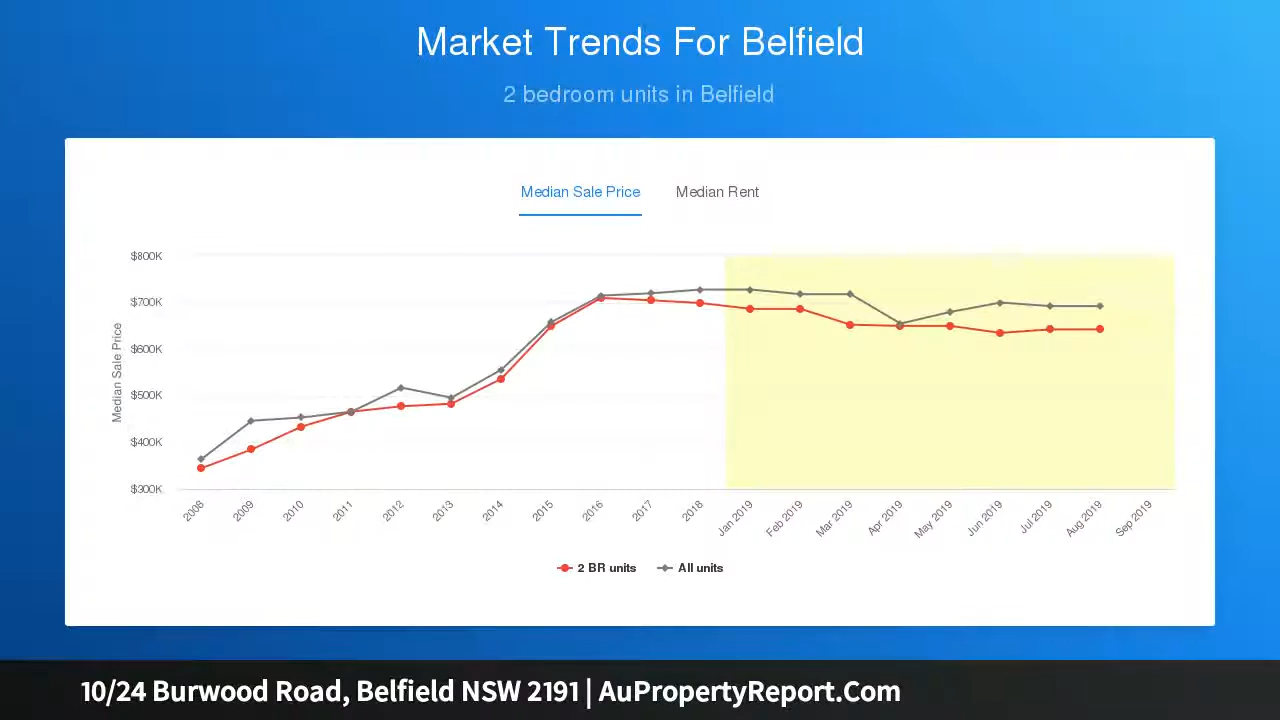 Market Trends For Belfield
2 bedroom units in Belfield
Median Sale Price Median Rent
$800K
$700K
$600K
$500K
$400K
$300K
Median Sale Price
2008 2009 2010 2011 2012 2013 2014 2015 2016 2017 2018 Jan 2019 Feb 2019 Mar 2019 Apr 2019 May 2019 Jun 2019 Jul 2019 Aug 2019 Sep 2019
2 BR units All units
10/24 Burwood Road, Belfield NSW 2191 | AuPropertyReport.Com